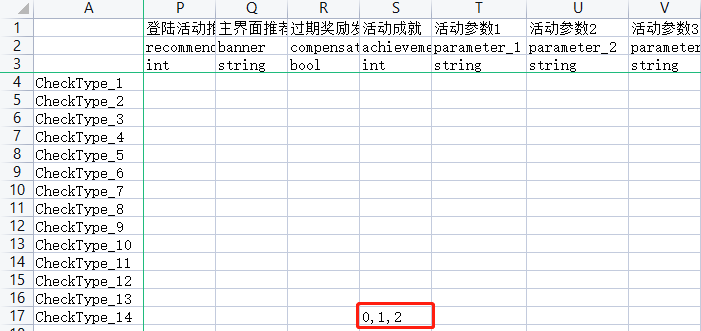 A P Q R S T U V
1 登陆活动推 主界面推荐 过期奖励发 活动成就 活动参数1 活动参数2 活动参数3
2 recommen banner compensat achieveme parameter_1 parameter_2 parameter
3 int string bool int string string string
4 CheckType_1
5 CheckType_2
6 CheckType_3
7 CheckType_4
8 CheckType_5
9 CheckType_6
10 CheckType_7
11 CheckType_8
12 CheckType_9
13 CheckType_10
14 CheckType_11
15 CheckType_12
16 CheckType_13
17 CheckType_14 0,1,2